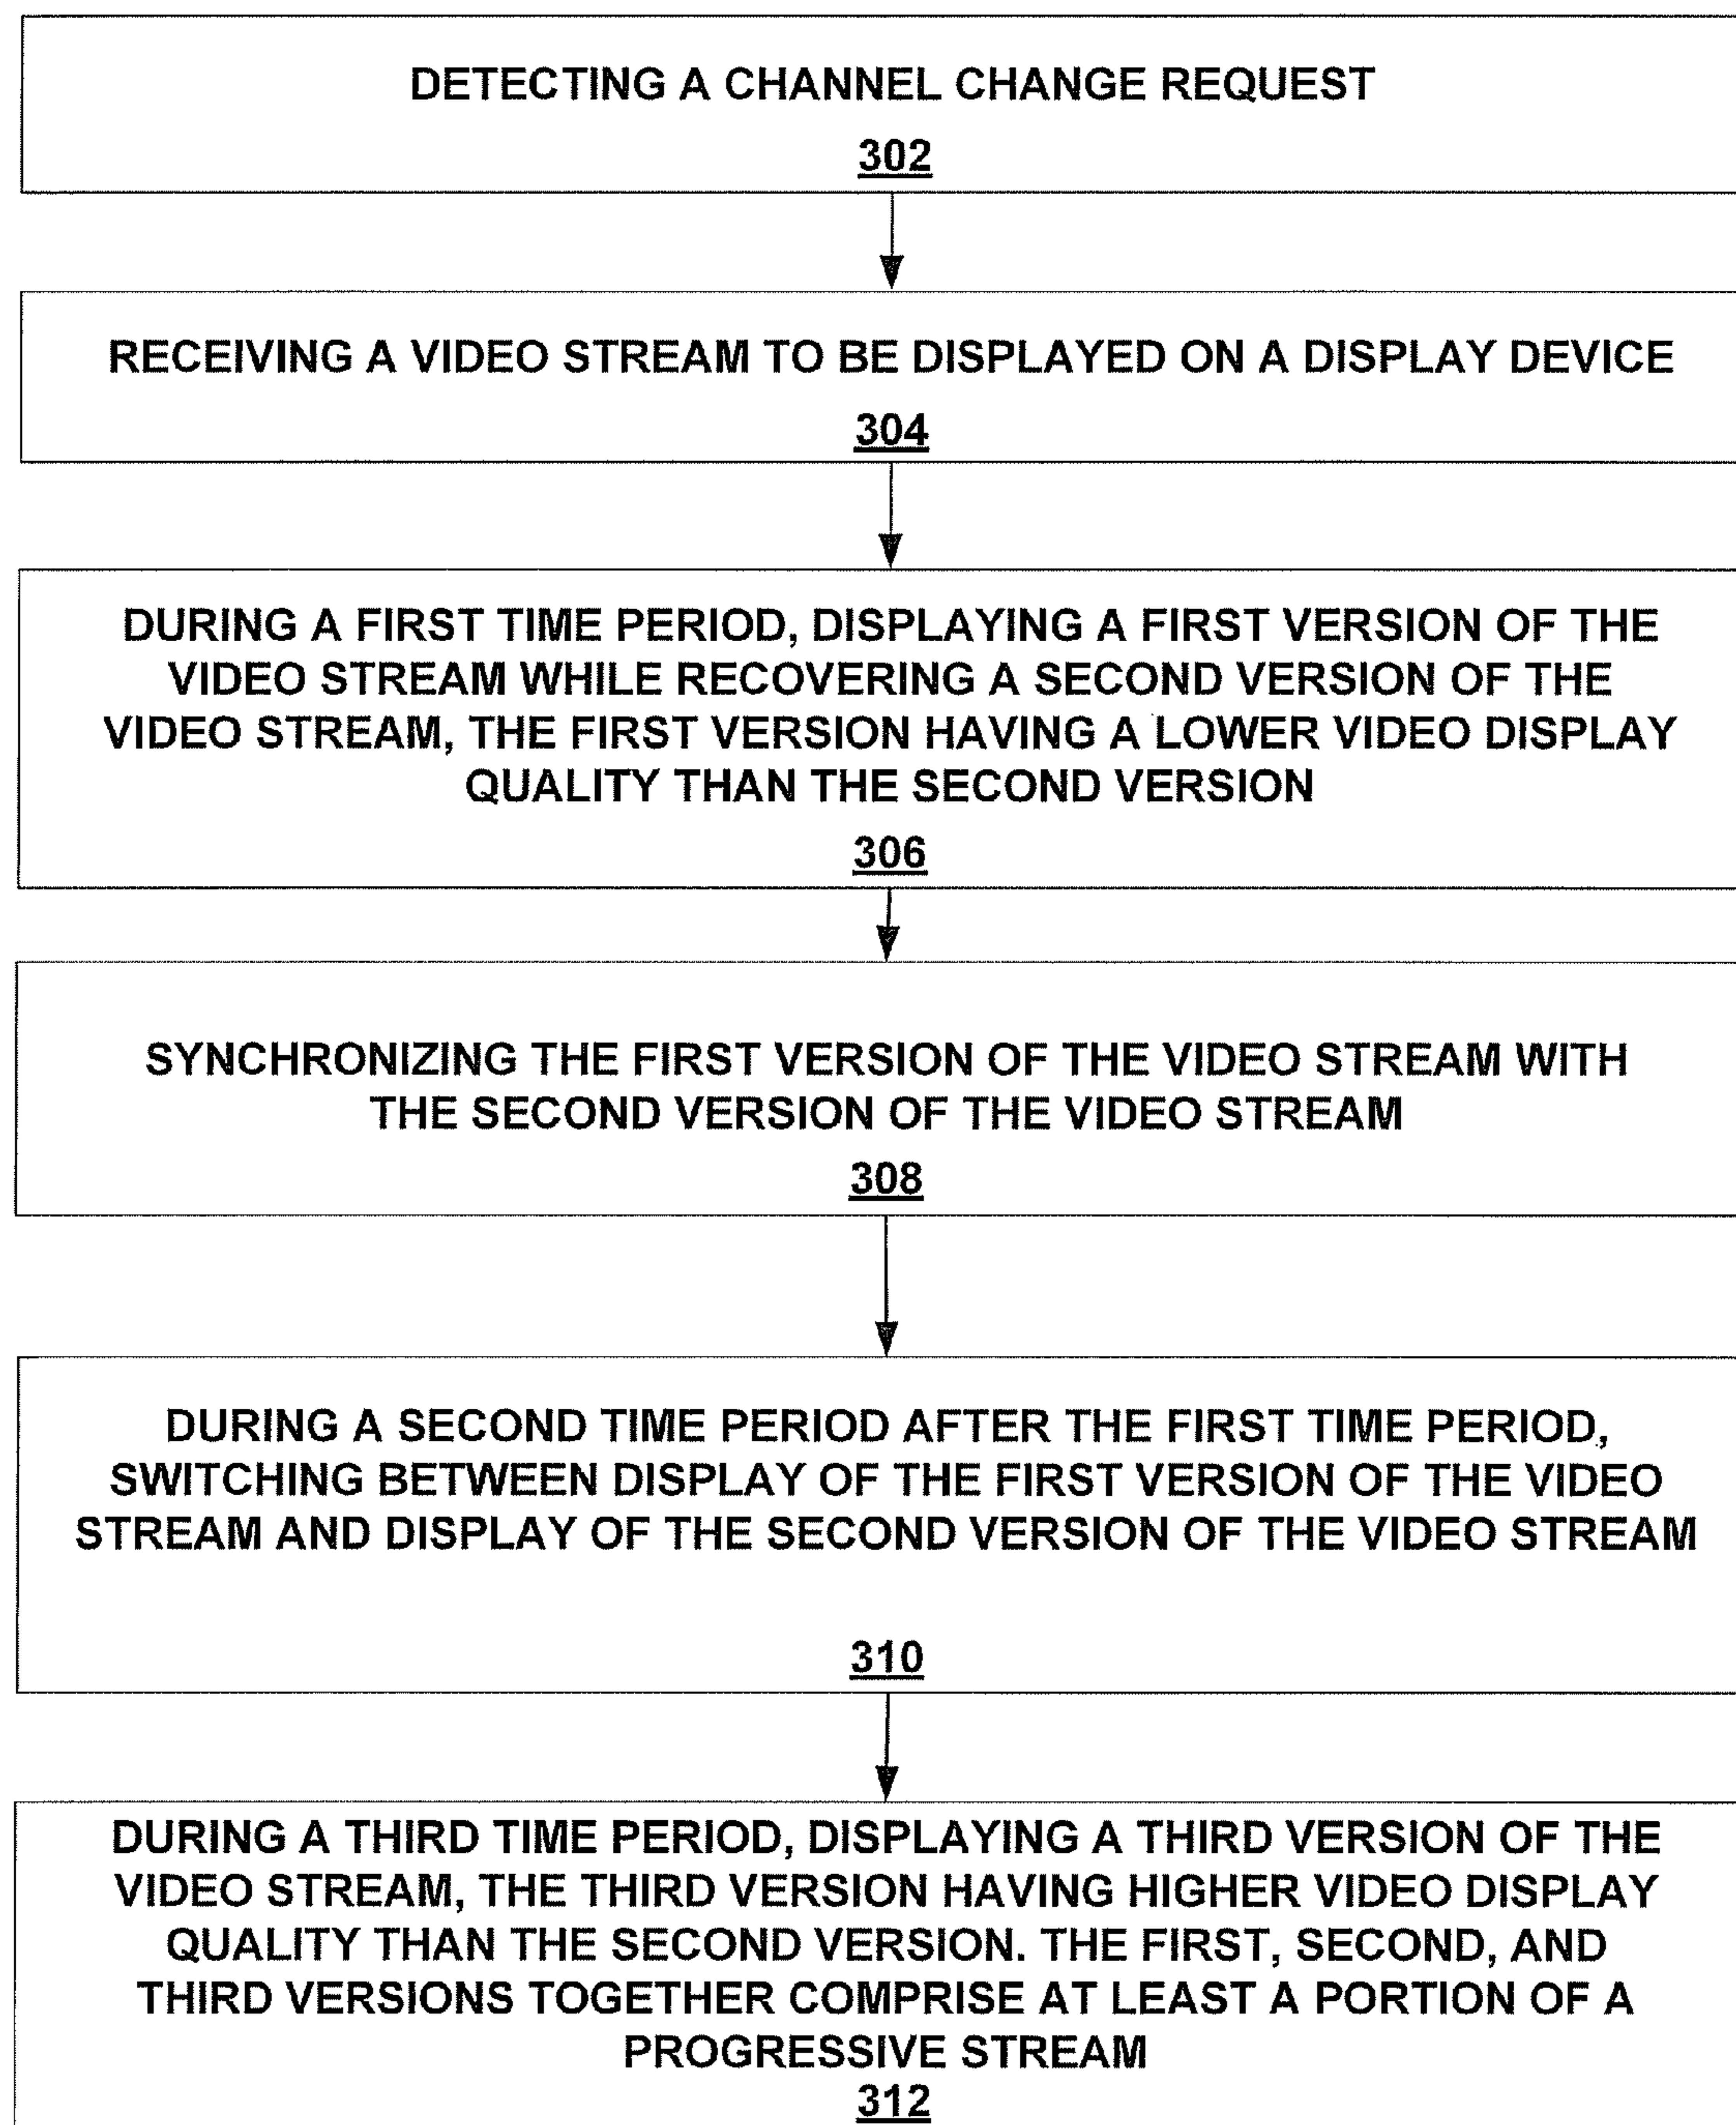 DETECTING A CHANNEL CHANGE REQUEST
302
RECEIVING A VIDEO STREAM TO BE DISPLAYED ON A DISPLAY DEVICE
304
DURING A FIRST TIME PERIOD, DISPLAYING A FIRST VERSION OF THE
VIDEO STREAM WHILE RECOVERING A SECOND VERSION OF THE
VIDEO STREAM, THE FIRST VERSION HAVING A LOWER VIDEO DISPLAY
QUALITY THAN THE SECOND VERSION
306
SYNCHRONIZING THE FIRST VERSION OF THE VIDEO STREAM WITH
THE SECOND VERSION OF THE VIDEO STREAM
308
DURING A SECOND TIME PERIOD AFTER THE FIRST TIME PERIOD,
SWITCHING BETWEEN DISPLAY OF THE FIRST VERSION OF THE VIDEO
STREAM AND DISPLAY OF THE SECOND VERSION OF THE VIDEO STREAM
310
DURING A THIRD TIME PERIOD, DISPLAYING A THIRD VERSION OF THE
VIDEO STREAM, THE THIRD VERSION HAVING HIGHER VIDEO DISPLAY
QUALITY THAN THE SECOND VERSION. THE FIRST, SECOND, AND
THIRD VERSIONS TOGETHER COMPRISE AT LEAST A PORTION OF A
PROGRESSIVE STREAM
312